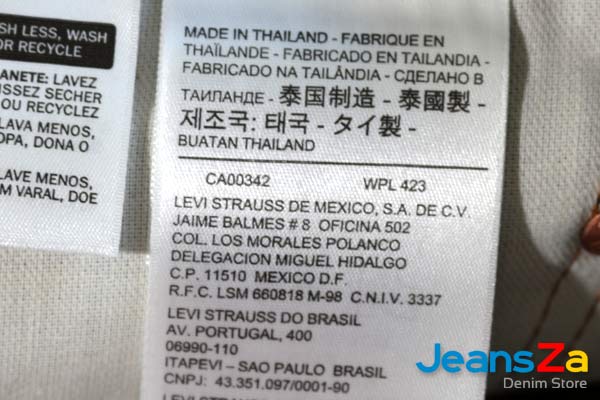 SH LESS, WASH
OR RECYCLE
ANETE: LAVEZ
ISSEZ SECHER
OU RECYCLEZ
LAVA MENOS,
OPA, DONA O
AVE MENOS,
M VARAL, DOE
MADE IN THAILAND - FABRIQUE EN
THAÏLANDE - FABRICADO EN TAILANDIA -
FABRICADO NA TAILÂNDIA - СДЕЛАНО В
ТАИЛАНДЕ - 泰国制造 - 泰國製 -
제조국: 태국 - タイ製 -
BUATAN THAILAND
CA00342 WPL 423
LEVI STRAUSS DE MEXICO, S.A. DE C.V.
JAIME BALMES # 8 OFICINA 502
COL. LOS MORALES POLANCO
DELEGACION MIGUEL HIDALGO
C.P. 11510 MEXICO D.F.
R.F.C. LSM 660818 M-98 C.N.I.V. 3337
LEVI STRAUSS DO BRASIL
AV. PORTUGAL, 400
06990-110
ITAPEVI – SAO PAULO BRASIL
CNPJ: 43.351.097/0001-90
JeansZa
Denim Store